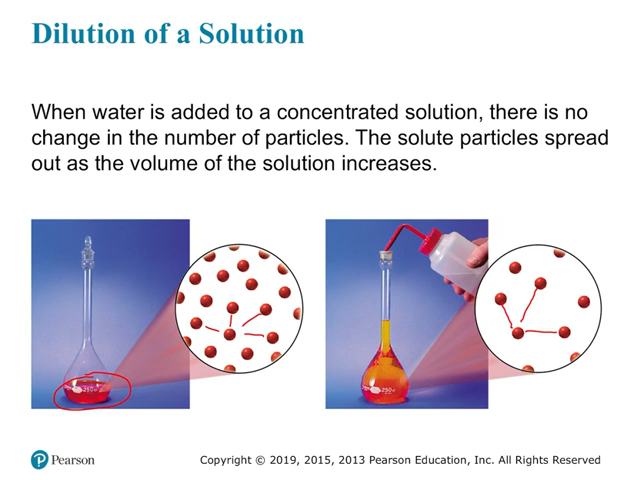 Dilution of a Solution
When water is added to a concentrated solution, there is no
change in the number of particles. The solute particles spread
out as the volume of the solution increases.
Pearson
Copyright © 2019, 2015, 2013 Pearson Education, Inc. All Rights Reserved